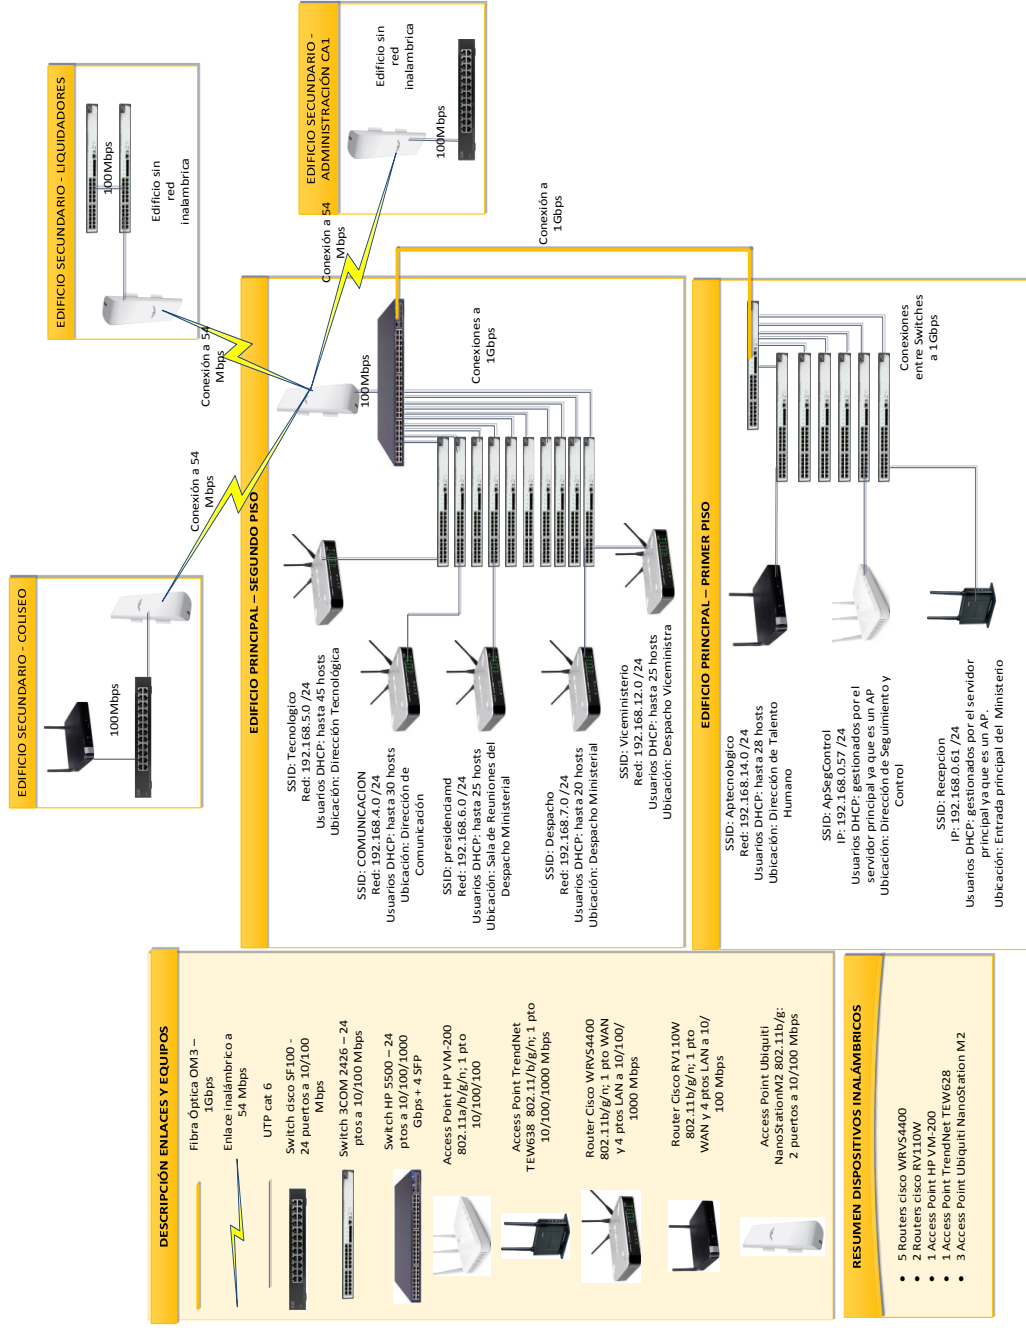 EDIFICIO SECUNDARIO - LIQUIDADORES
100Mbps
Edificio sin
red
inalambrica
EDIFICIO SECUNDARIO -
ADMINISTRACIÓN CA1
Edificio sin
red
inalambrica
100Mbps
EDIFICIO SECUNDARIO - COLISEO
100Mbps
Conexión a 54
Mbps
Conexión a 54
Mbps
Conexión a 54
Mbps
EDIFICIO PRINCIPAL – SEGUNDO PISO
100Mbps
Conexiones a
1Gbps
Conexión a
1Gbps
SSID: Tecnologico
Red: 192.168.5.0 /24
Usuarios DHCP: hasta 45 hosts
Ubicación: Dirección Tecnológica
SSID: COMUNICACION
Red: 192.168.4.0 /24
Usuarios DHCP: hasta 30 hosts
Ubicación: Dirección de
Comunicación
SSID: presidenciamd
Red: 192.168.6.0 /24
Usuarios DHCP: hasta 25 hosts
Ubicación: Sala de Reuniones del
Despacho Ministerial
SSID: Despacho
Red: 192.168.7.0 /24
Usuarios DHCP: hasta 20 hosts
Ubicación: Despacho Ministerial
SSID: Viceministerio
Red: 192.168.12.0 /24
Usuarios DHCP: hasta 25 hosts
Ubicación: Despacho Viceministra
EDIFICIO PRINCIPAL – PRIMER PISO
Conexiones
entre Switches
a 1Gbps
SSID: Aptecnologico
Red: 192.168.14.0 /24
Usuarios DHCP: hasta 28 hosts
Ubicación: Dirección de Talento
Humano
SSID: ApSegControl
IP: 192.168.0.57 /24
Usuarios DHCP: gestionados por el
servidor principal ya que es un AP
Ubicación: Dirección de Seguimiento y
Control
SSID: Recepcion
IP: 192.168.0.61 /24
Usuarios DHCP: gestionados por el servidor
principal ya que es un AP.
Ubicación: Entrada principal del Ministerio
DESCRIPCIÓN ENLACES Y EQUIPOS
Fibra Óptica OM3 –
1Gbps
Enlace inalámbrico a
54 Mbps
UTP cat 6
Switch cisco SF100 -
24 puertos a 10/100
Mbps
Switch 3COM 2426 – 24
ptos a 10/100 Mbps
Switch HP 5500 – 24
ptos a 10/100/1000
Gbps + 4 SFP
Access Point HP VM-200
802.11a/b/g/n; 1 pto
10/100/100
Access Point TrendNet
TEW638 802.11/b/g/n; 1 pto
10/100/1000 Mbps
Router Cisco WRVS4400
802.11b/g/n; 1 pto WAN
y 4 ptos LAN a 10/100/
1000 Mbps
Router Cisco RV110W
802.11b/g/n; 1 pto
WAN y 4 ptos LAN a 10/
100 Mbps
Access Point Ubiquiti
NanoStationM2 802.11b/g:
2 puertos a 10/100 Mbps
RESUMEN DISPOSITIVOS INALÁMBRICOS
• 5 Routers cisco WRVS4400
• 2 Routers cisco RV110W
• 1 Access Point HP VM-200
• 1 Access Point TrendNet TEW628
• 3 Access Point Ubiquiti NanoStation M2